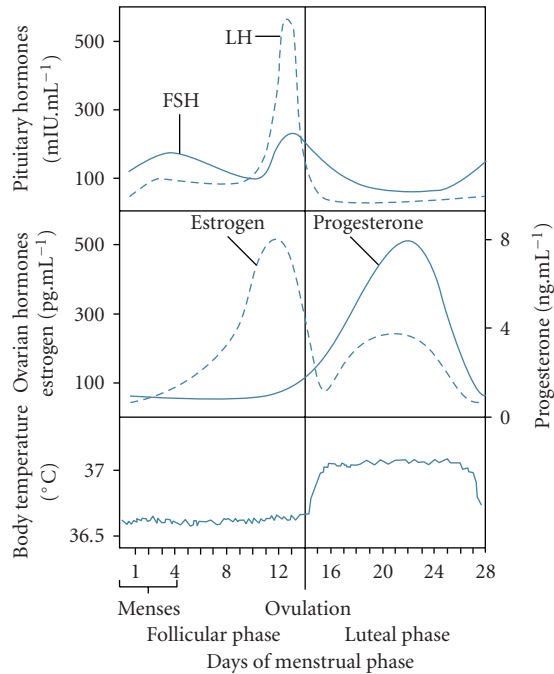 Pituitary hormones
(mIU.mL−1)
500
300
100
LH
FSH
Ovarian hormones
estrogen (pg.mL−1)
500
300
100
Estrogen
Progesterone
8
4
0
Progesterone (ng.mL−1)
Body temperature
(°C)
37
36.5
1 4 8 12 16 20 24 28
Menses Ovulation
Follicular phase Luteal phase
Days of menstrual phase